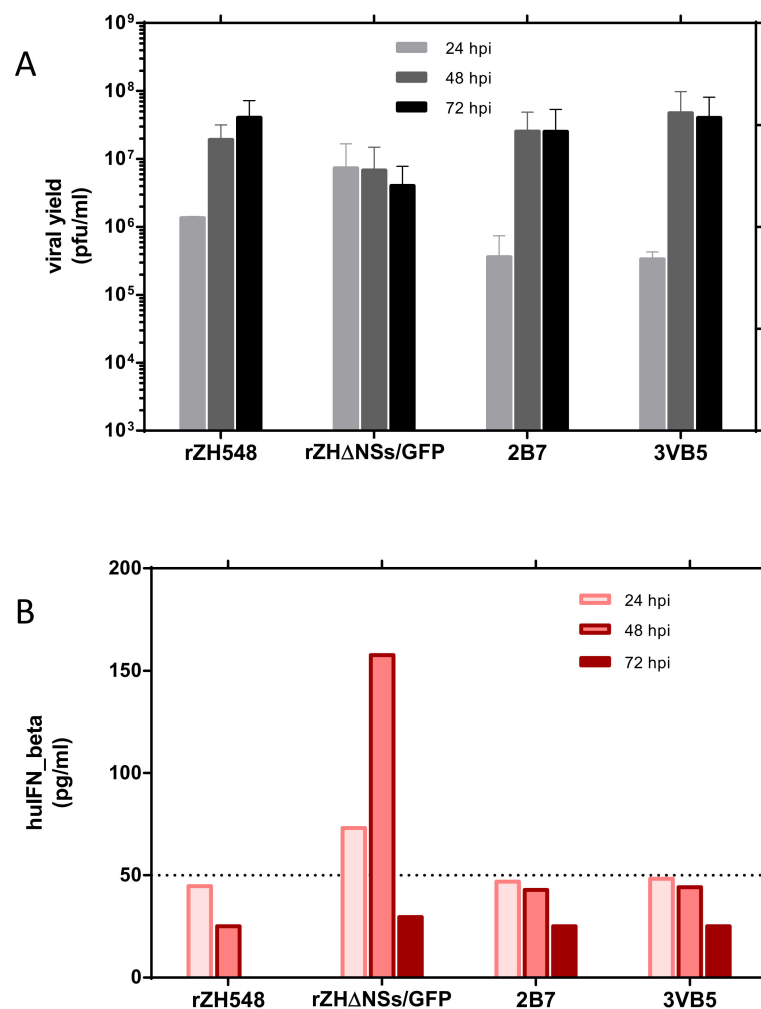 A
10⁹
10⁸
10⁷
10⁶
10⁵
10⁴
10³
viral yield
(pfu/ml)
24 hpi
48 hpi
72 hpi
rZH548 rZHΔNSs/GFP 2B7 3VB5
B
200
150
100
50
0
huIFN_beta
(pg/ml)
24 hpi
48 hpi
72 hpi
rZH548 rZHΔNSs/GFP 2B7 3VB5